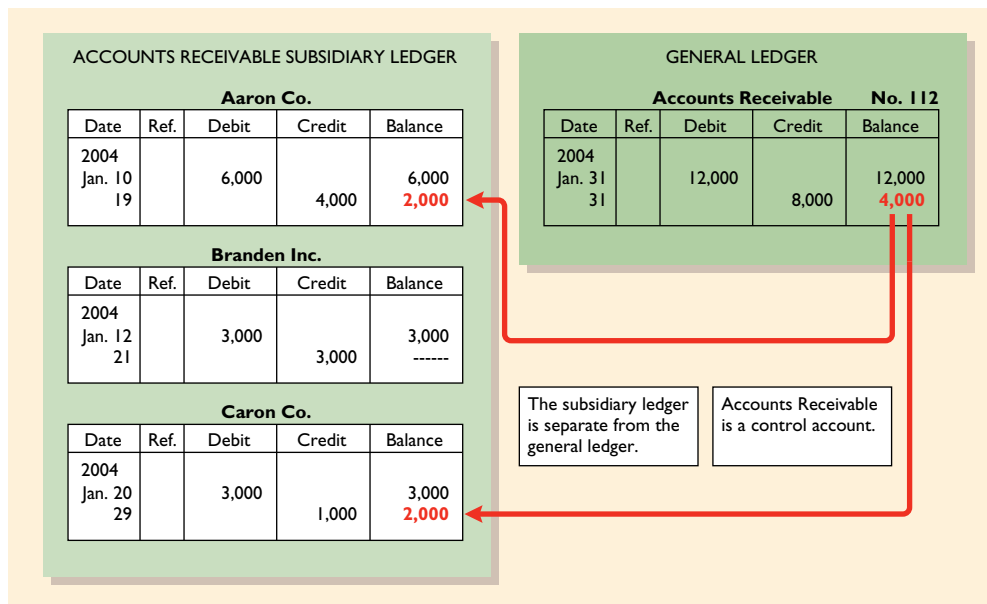 ACCOUNTS RECEIVABLE SUBSIDIARY LEDGER
Aaron Co.
Date Ref. Debit Credit Balance
2004
Jan. 10 6,000 6,000
19 4,000 2,000
Branden Inc.
Date Ref. Debit Credit Balance
2004
Jan. 12 3,000 3,000
21 3,000 ------
Caron Co.
Date Ref. Debit Credit Balance
2004
Jan. 20 3,000 3,000
29 1,000 2,000
GENERAL LEDGER
Accounts Receivable No. 112
Date Ref. Debit Credit Balance
2004
Jan. 31 12,000 12,000
31 8,000 4,000
The subsidiary ledger
is separate from the
general ledger.
Accounts Receivable
is a control account.